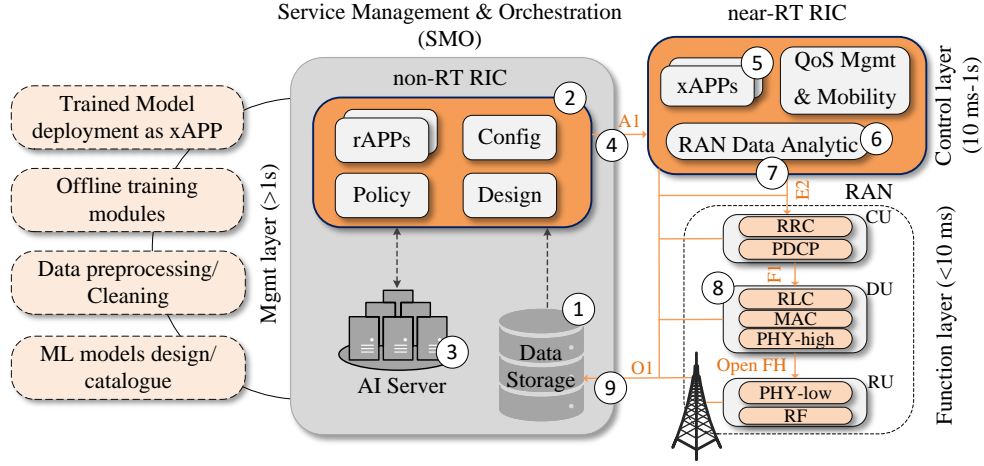 Service Management & Orchestration
(SMO)
near-RT RIC
non-RT RIC
2
rAPPs
Config
Policy
Design
Mgmt layer (>1s)
Trained Model
deployment as xAPP
Offline training
modules
Data preprocessing/
Cleaning
ML models design/
catalogue
AI Server
3
1
Data
Storage
A1
4
5
xAPPs
QoS Mgmt
& Mobility
RAN Data Analytic
6
7
Control layer
(10 ms-1s)
E2
RAN
CU
RRC
PDCP
F1
8
DU
RLC
MAC
PHY-high
Open FH
O1
9
RU
PHY-low
RF
Function layer (<10 ms)